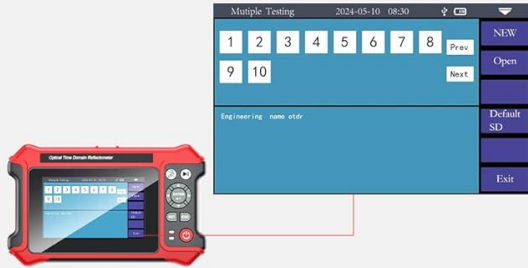 Mutiple Testing 2024-05-10 08:30
NEW
1 2 3 4 5 6 7 8 Prev
Open
9 10 Next
Engineering name otdr
Default
SD
Exit
Optical Time Domain Reflectometer